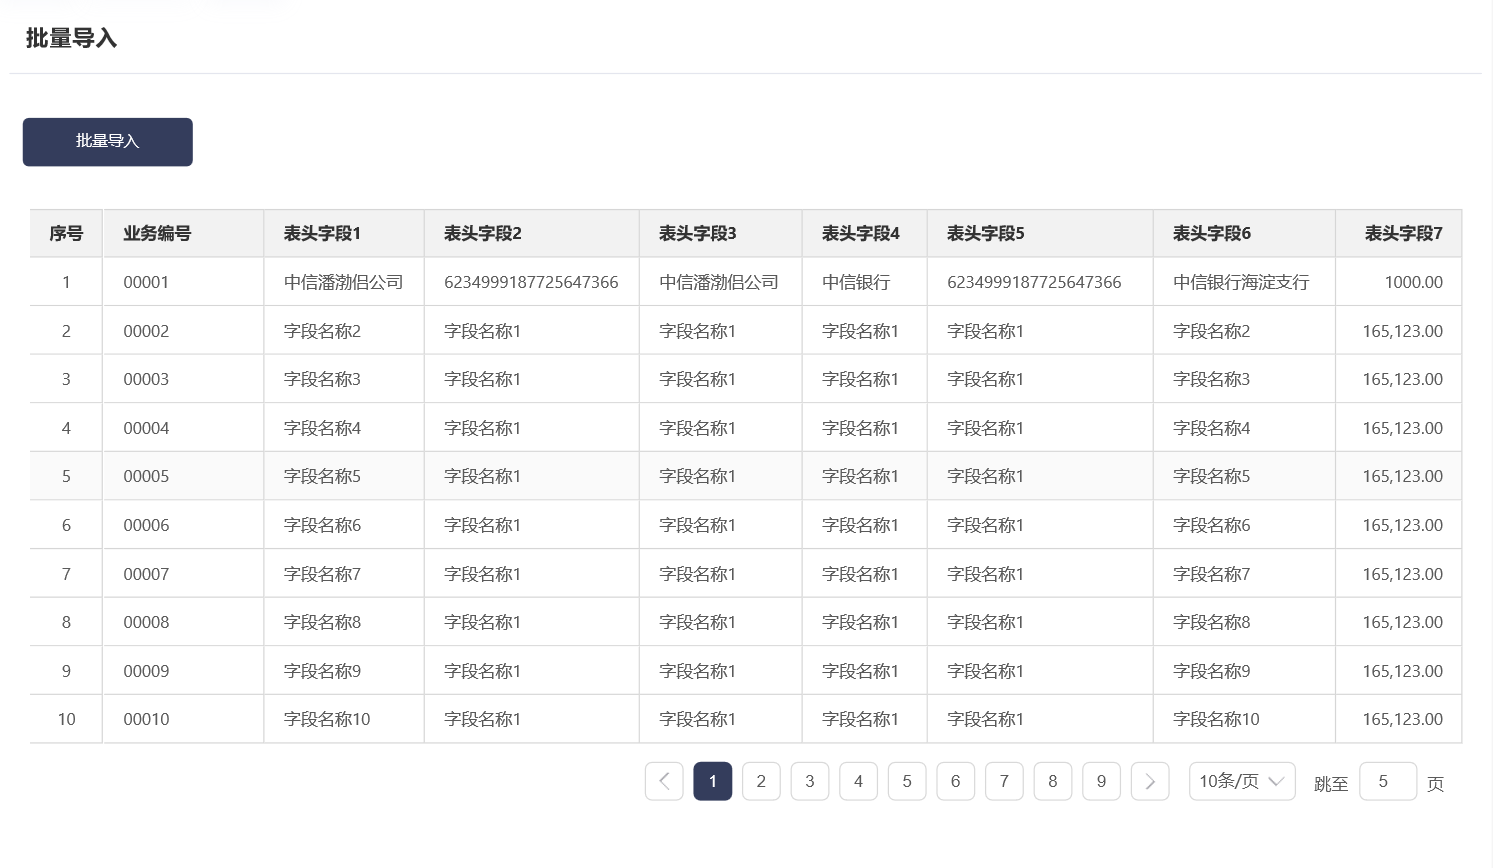 批量导入
批量导入
序号 业务编号 表头字段1 表头字段2 表头字段3 表头字段4 表头字段5 表头字段6 表头字段7
1 00001 中信潘渤侣公司 6234999187725647366 中信潘渤侣公司 中信银行 6234999187725647366 中信银行海淀支行 1000.00
2 00002 字段名称2 字段名称1 字段名称1 字段名称1 字段名称1 字段名称2 165,123.00
3 00003 字段名称3 字段名称1 字段名称1 字段名称1 字段名称1 字段名称3 165,123.00
4 00004 字段名称4 字段名称1 字段名称1 字段名称1 字段名称1 字段名称4 165,123.00
5 00005 字段名称5 字段名称1 字段名称1 字段名称1 字段名称1 字段名称5 165,123.00
6 00006 字段名称6 字段名称1 字段名称1 字段名称1 字段名称1 字段名称6 165,123.00
7 00007 字段名称7 字段名称1 字段名称1 字段名称1 字段名称1 字段名称7 165,123.00
8 00008 字段名称8 字段名称1 字段名称1 字段名称1 字段名称1 字段名称8 165,123.00
9 00009 字段名称9 字段名称1 字段名称1 字段名称1 字段名称1 字段名称9 165,123.00
10 00010 字段名称10 字段名称1 字段名称1 字段名称1 字段名称1 字段名称10 165,123.00
1 2 3 4 5 6 7 8 9 10条/页 跳至 5 页